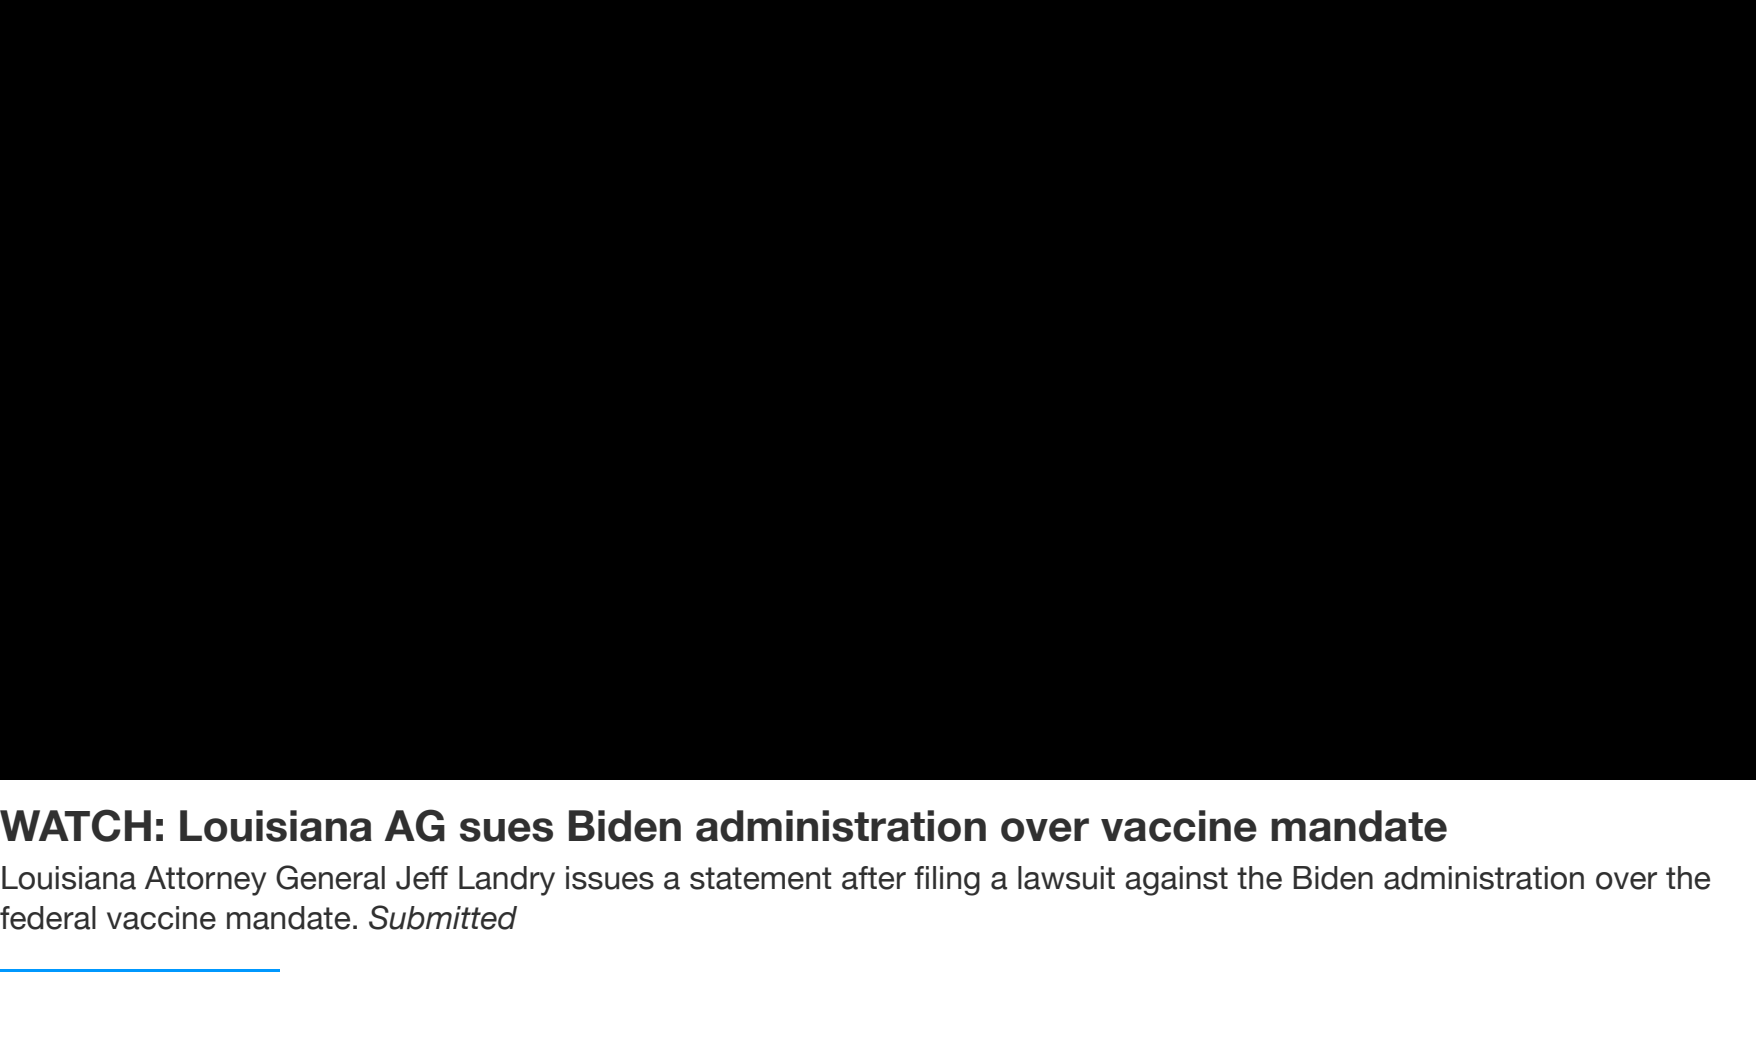 WATCH: Louisiana AG sues Biden administration over vaccine mandate
Louisiana Attorney General Jeff Landry issues a statement after filing a lawsuit against the Biden administration over the
federal vaccine mandate. Submitted